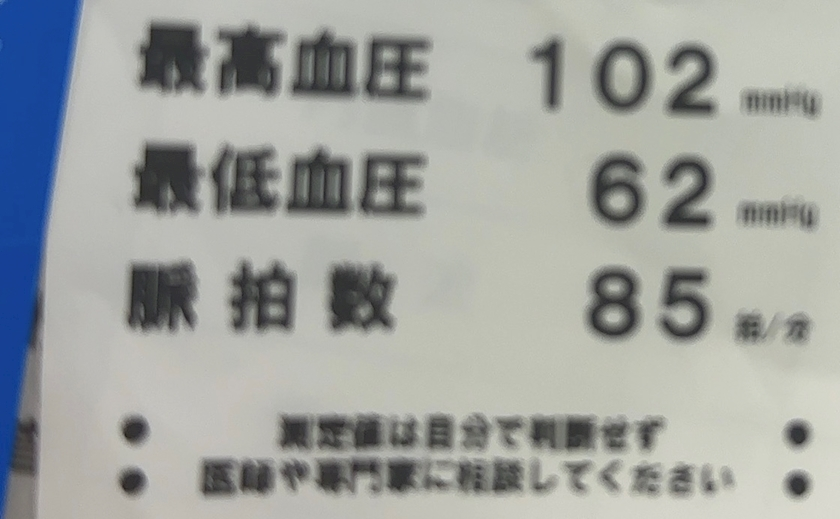 最高血圧 102 mmHg
最低血圧 62 mmHg
脈拍数 85 拍/分
● 測定値は自分で判断せず ●
● 医師や専門家に相談してください ●